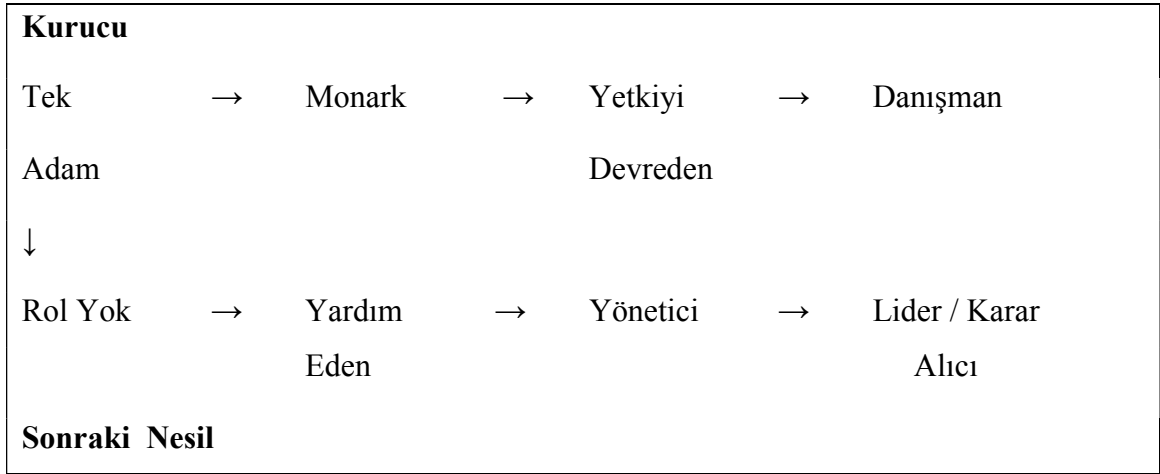 Kurucu
Tek → Monark → Yetkiyi → Danışman
Adam Devreden
↓
Rol Yok → Yardım → Yönetici → Lider / Karar
Eden Alıcı
Sonraki Nesil